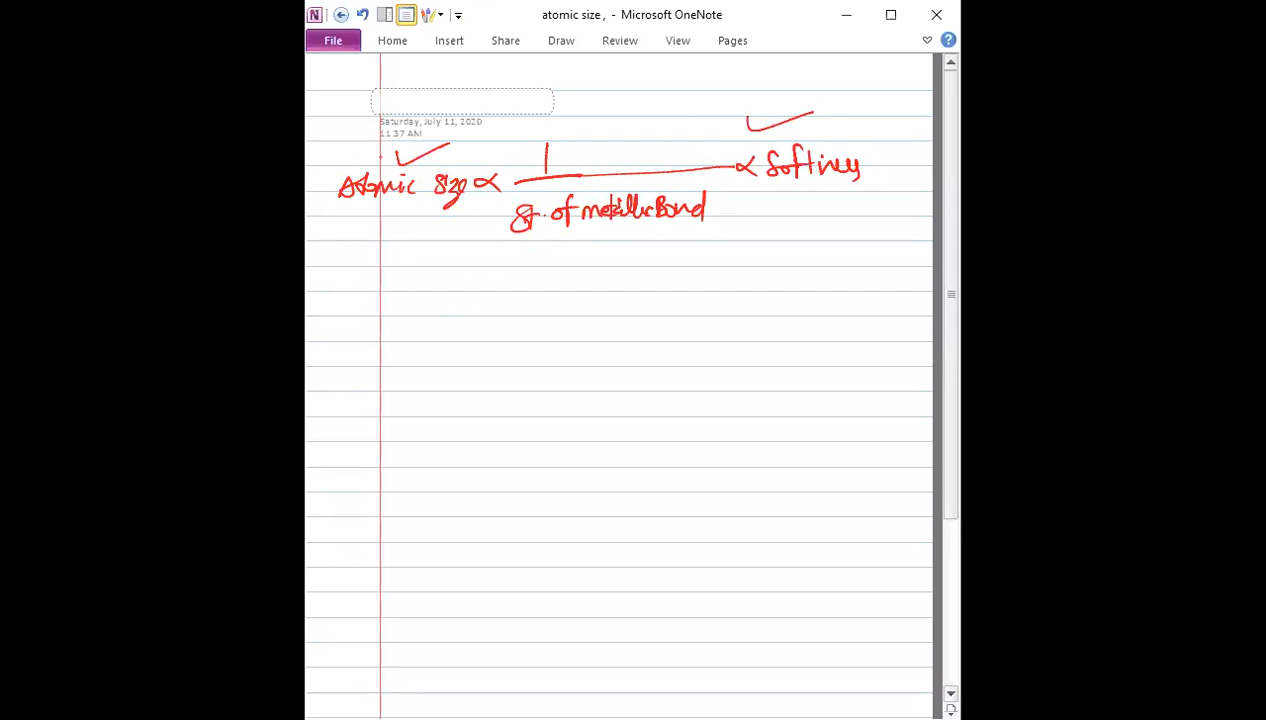 atomic size, - Microsoft OneNote
File Home Insert Share Draw Review View Pages
Saturday, July 11, 2020
11:37 AM
Atomic size ∝ 1 ∝ Softness
St. of metallic Bond